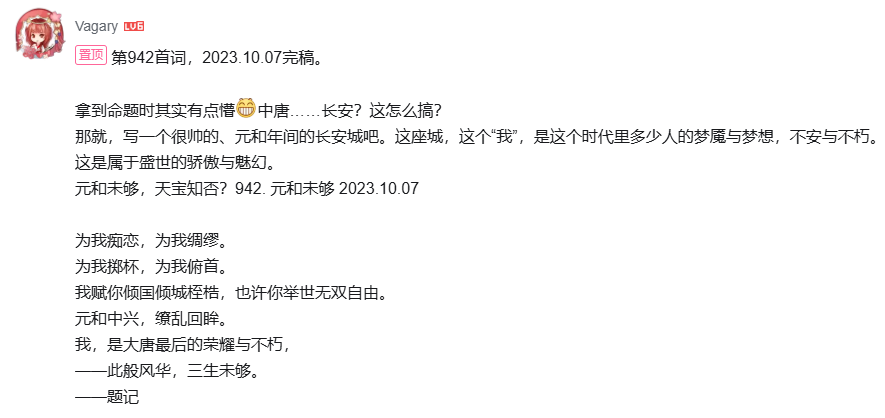 Vagary LV6
置顶 第942首词，2023.10.07完稿。
拿到命题时其实有点懵😁中唐……长安？这怎么搞？
那就，写一个很帅的、元和年间的长安城吧。这座城，这个“我”，是这个时代里多少人的梦魇与梦想，不安与不朽。
这是属于盛世的骄傲与魅幻。
元和未够，天宝知否？942. 元和未够 2023.10.07
为我痴恋，为我绸缪。
为我掷杯，为我俯首。
我赋你倾国倾城桎梏，也许你举世无双自由。
元和中兴，缭乱回眸。
我，是大唐最后的荣耀与不朽，
——此般风华，三生未够。
——题记